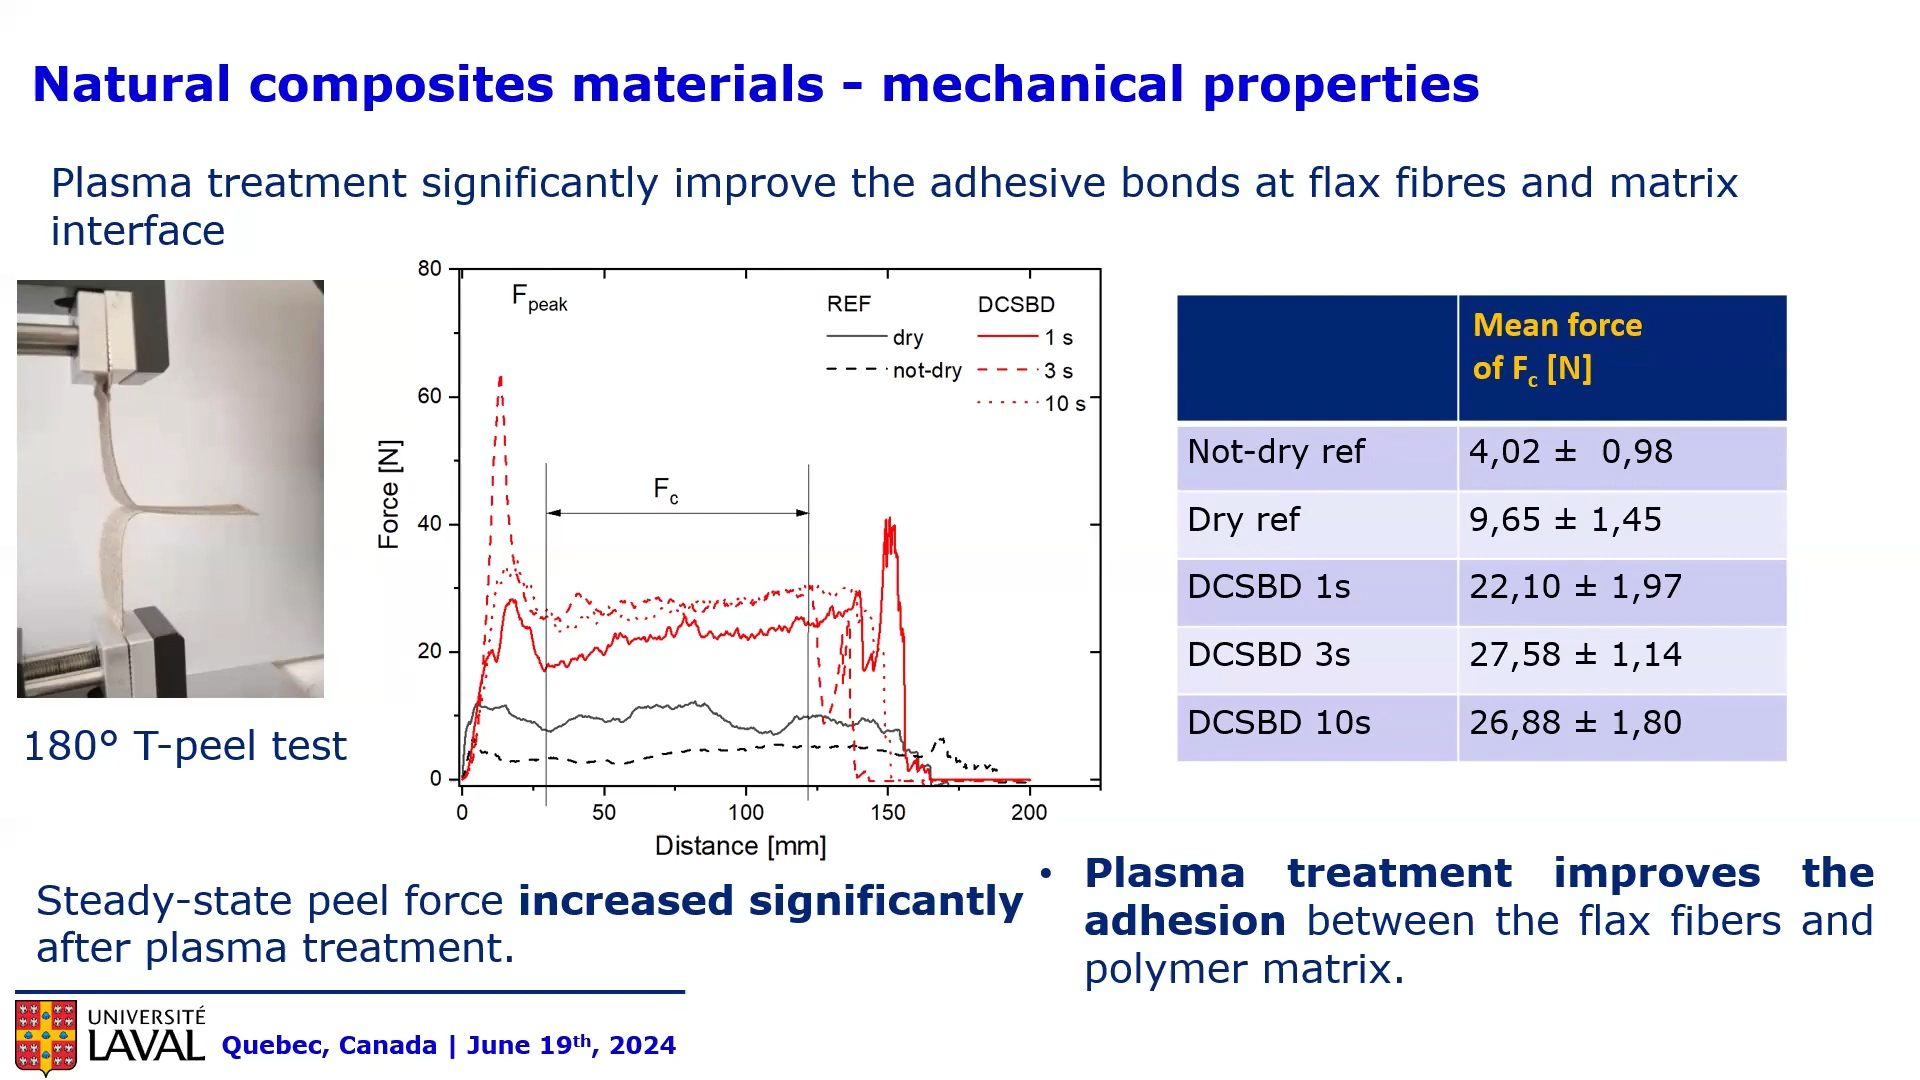 Natural composites materials - mechanical properties
Plasma treatment significantly improve the adhesive bonds at flax fibres and matrix
interface
180° T-peel test
80
60
40
20
0
Force [N]
F peak
REF
dry
not-dry
DCSBD
1 s
3 s
10 s
Fc
0 50 100 150 200
Distance [mm]
Mean force
of Fc [N]
Not-dry ref 4,02 ± 0,98
Dry ref 9,65 ± 1,45
DCSBD 1s 22,10 ± 1,97
DCSBD 3s 27,58 ± 1,14
DCSBD 10s 26,88 ± 1,80
Steady-state peel force increased significantly
after plasma treatment.
• Plasma treatment improves the
adhesion between the flax fibers and
polymer matrix.
UNIVERSITÉ
LAVAL
Quebec, Canada | June 19th, 2024